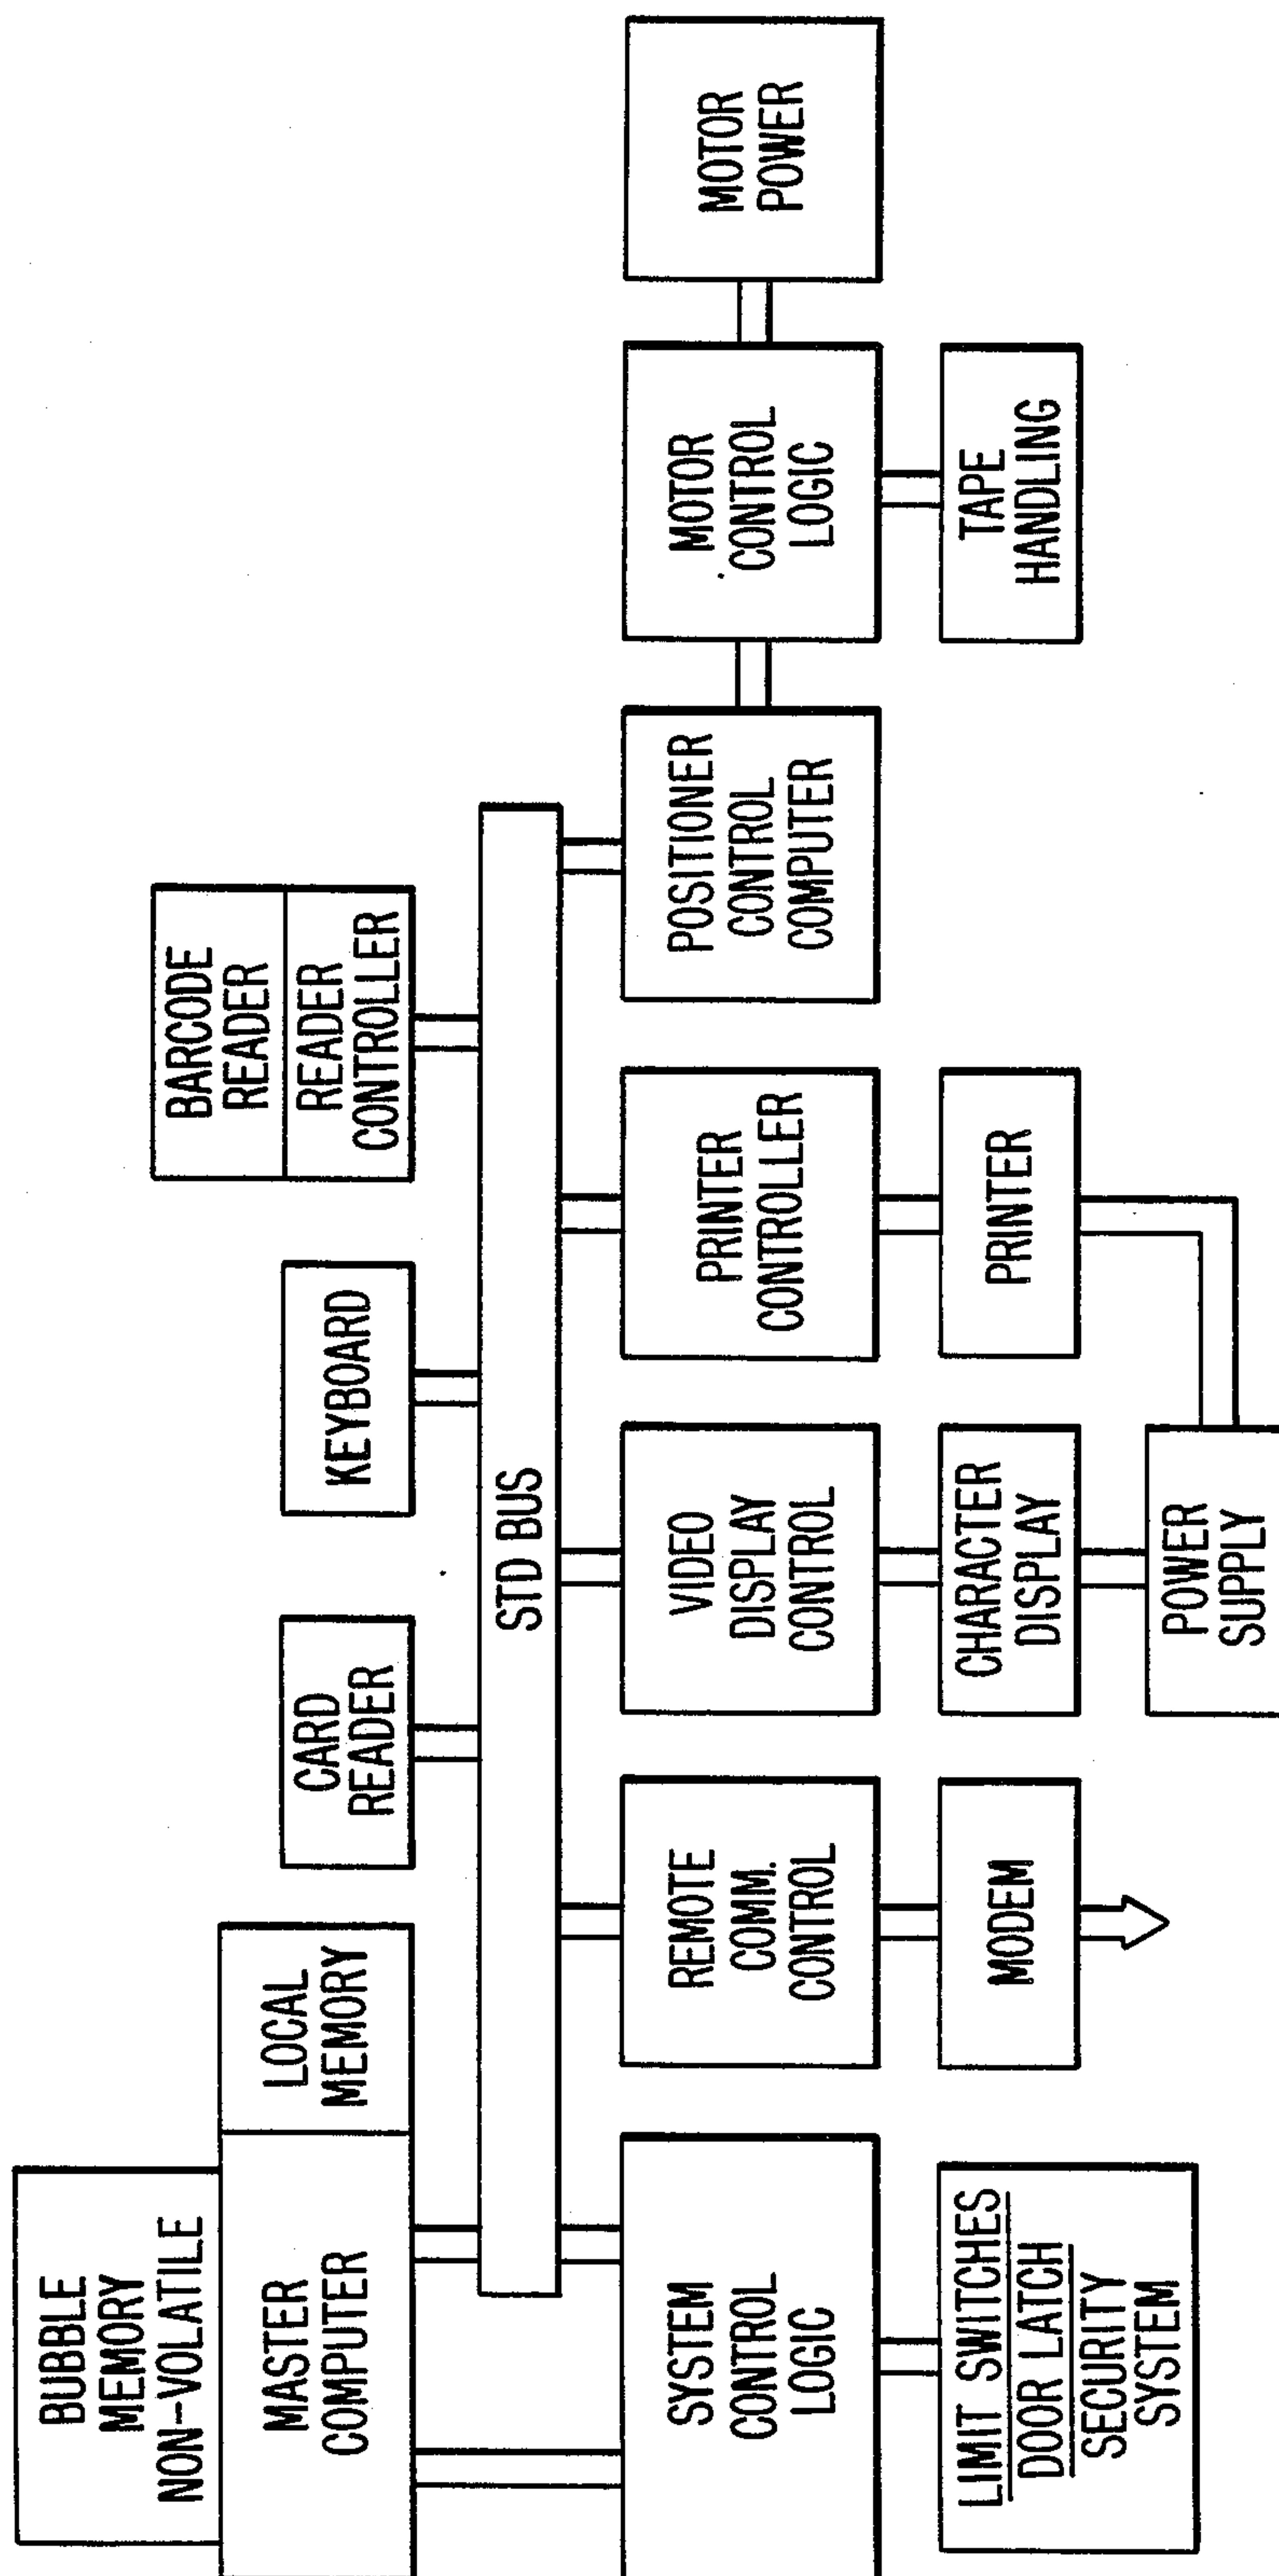 BUBBLE
MEMORY
NON-VOLATILE
MASTER
COMPUTER
LOCAL
MEMORY
CARD
READER
KEYBOARD
BARCODE
READER
READER
CONTROLLER
STD BUS
SYSTEM
CONTROL
LOGIC
REMOTE
COMM.
CONTROL
VIDEO
DISPLAY
CONTROL
PRINTER
CONTROLLER
POSITIONER
CONTROL
COMPUTER
MOTOR
CONTROL
LOGIC
MOTOR
POWER
LIMIT SWITCHES
DOOR LATCH
SECURITY
SYSTEM
MODEM
CHARACTER
DISPLAY
PRINTER
TAPE
HANDLING
POWER
SUPPLY